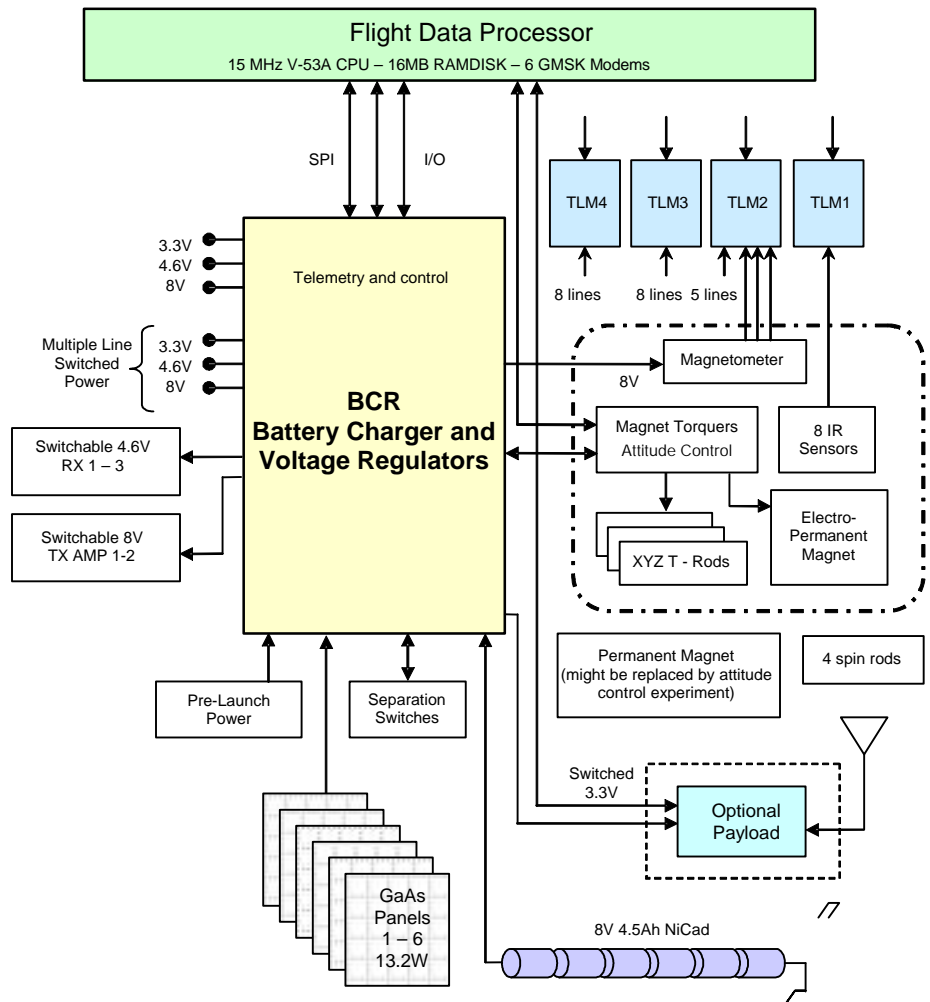 Flight Data Processor
15 MHz V-53A CPU – 16MB RAMDISK – 6 GMSK Modems
SPI
I/O
TLM4
TLM3
TLM2
TLM1
8 lines
8 lines
5 lines
3.3V
4.6V
8V
Telemetry and control
Multiple Line
Switched
Power
3.3V
4.6V
8V
BCR
Battery Charger and
Voltage Regulators
8V
Magnetometer
Magnet Torquers
Attitude Control
8 IR
Sensors
XYZ T - Rods
Electro-
Permanent
Magnet
Switchable 4.6V
RX 1 – 3
Switchable 8V
TX AMP 1-2
Pre-Launch
Power
Separation
Switches
Permanent Magnet
(might be replaced by attitude
control experiment)
4 spin rods
Switched
3.3V
Optional
Payload
GaAs
Panels
1 – 6
13.2W
8V 4.5Ah NiCad